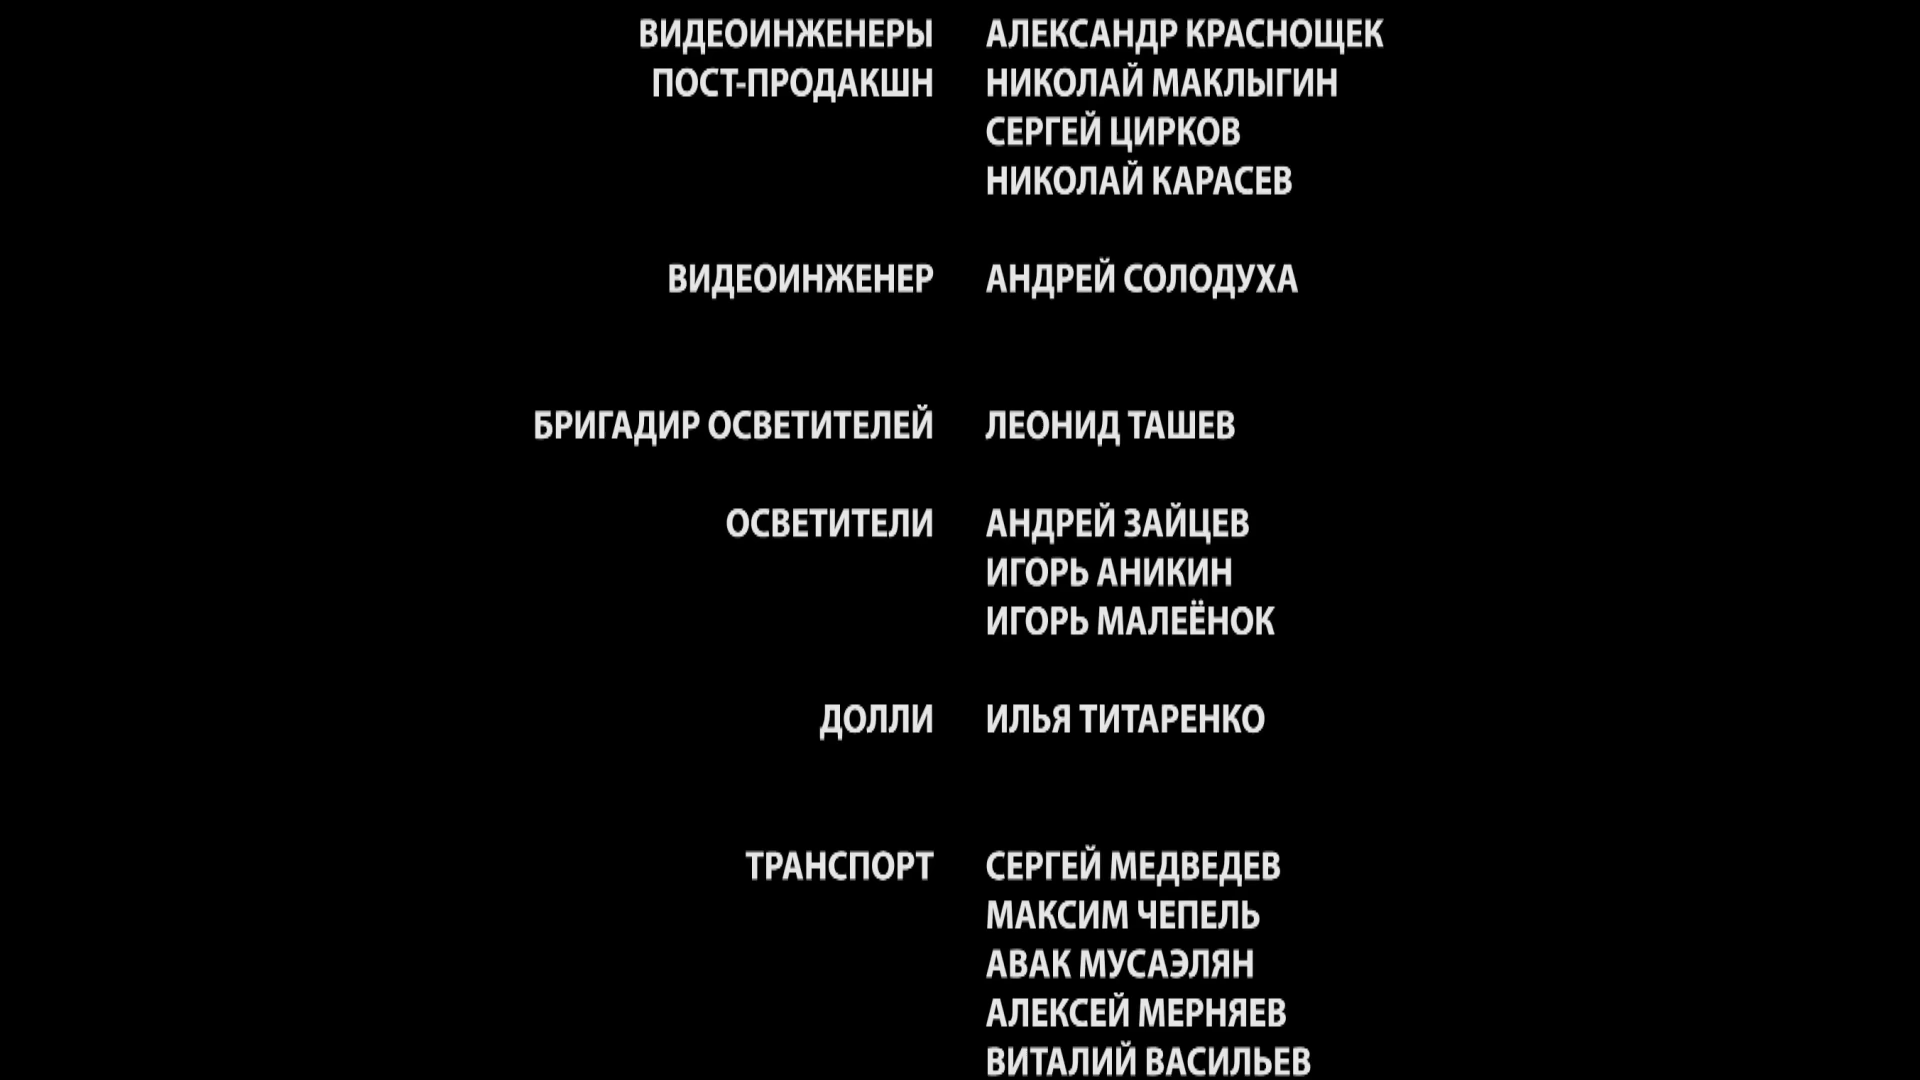 ВИДЕОИНЖЕНЕРЫ АЛЕКСАНДР КРАСНОЩЕК
ПОСТ-ПРОДАКШН НИКОЛАЙ МАКЛЫГИН
СЕРГЕЙ ЦИРКОВ
НИКОЛАЙ КАРАСЕВ
ВИДЕОИНЖЕНЕР АНДРЕЙ СОЛОДУХА
БРИГАДИР ОСВЕТИТЕЛЕЙ ЛЕОНИД ТАШЕВ
ОСВЕТИТЕЛИ АНДРЕЙ ЗАЙЦЕВ
ИГОРЬ АНИКИН
ИГОРЬ МАЛЕЁНОК
ДОЛЛИ ИЛЬЯ ТИТАРЕНКО
ТРАНСПОРТ СЕРГЕЙ МЕДВЕДЕВ
МАКСИМ ЧЕПЕЛЬ
АВАК МУСАЭЛЯН
АЛЕКСЕЙ МЕРНЯЕВ
ВИТАЛИЙ ВАСИЛЬЕВ